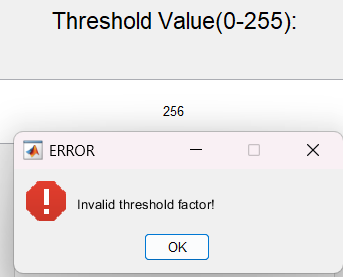 Threshold Value(0-255):
256
ERROR
Invalid threshold factor!
OK